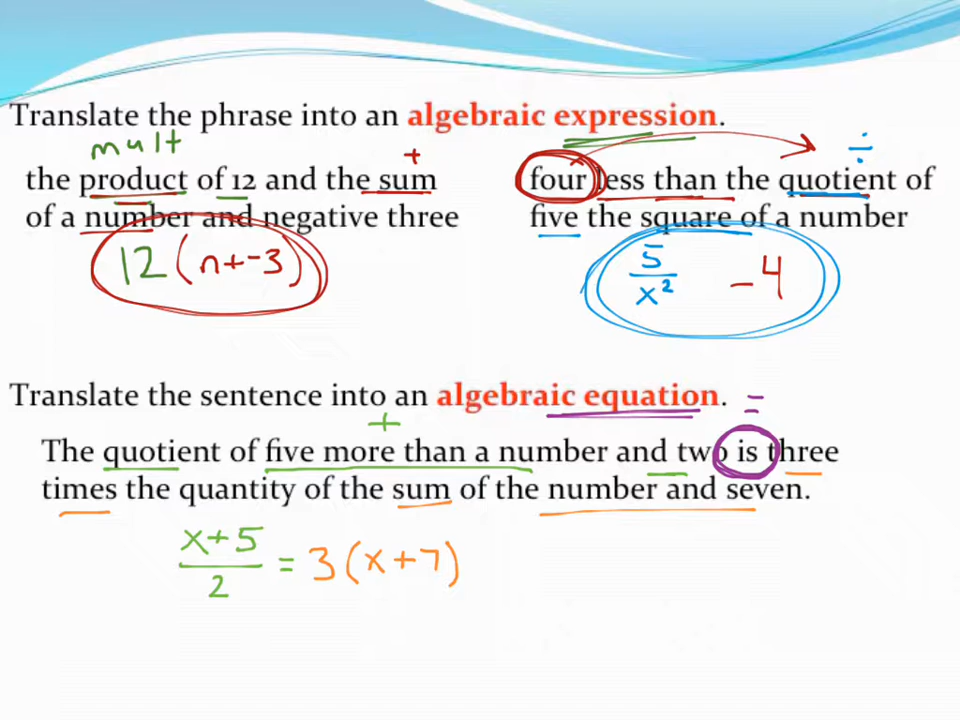 Translate the phrase into an algebraic expression.
mult
+
the product of 12 and the sum
of a number and negative three
12(n+-3)
÷
four less than the quotient of
five the square of a number
5/x² -4
Translate the sentence into an algebraic equation.
=
+
The quotient of five more than a number and two is three
times the quantity of the sum of the number and seven.
x+5/2 = 3(x+7)